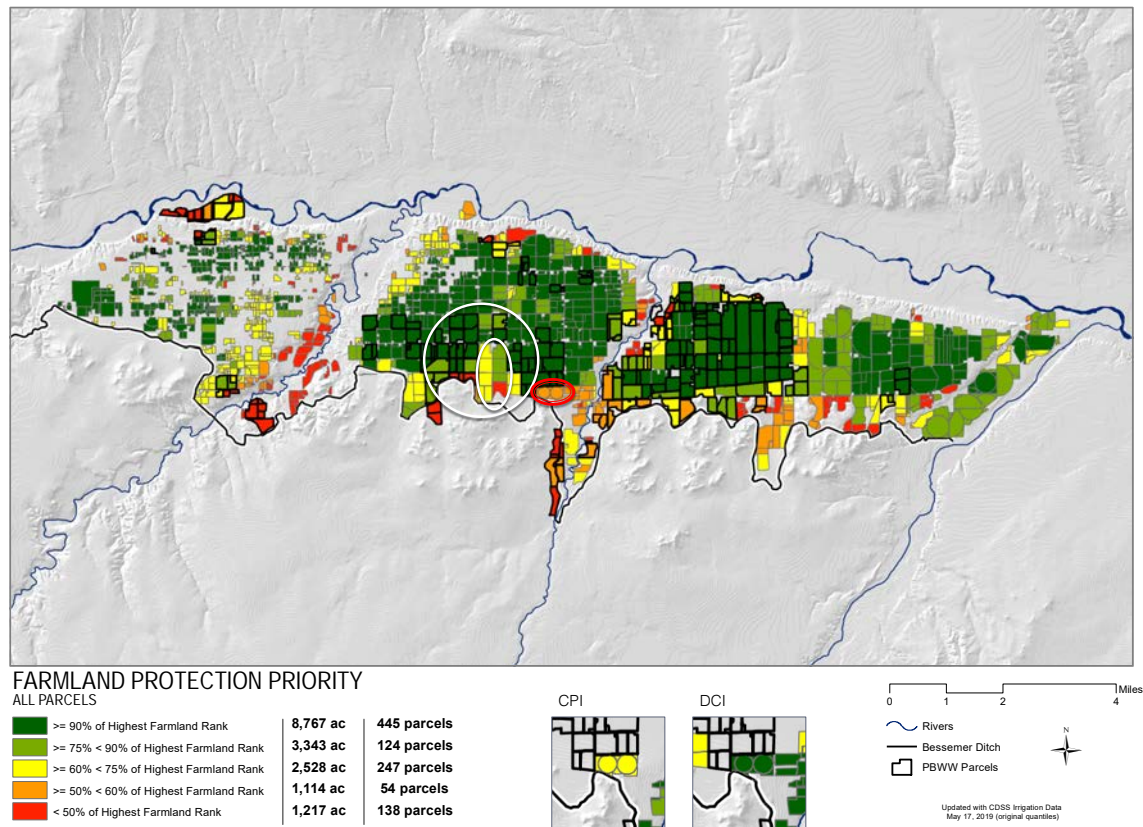 FARMLAND PROTECTION PRIORITY
ALL PARCELS
>= 90% of Highest Farmland Rank 8,767 ac 445 parcels
>= 75% < 90% of Highest Farmland Rank 3,343 ac 124 parcels
>= 60% < 75% of Highest Farmland Rank 2,528 ac 247 parcels
>= 50% < 60% of Highest Farmland Rank 1,114 ac 54 parcels
< 50% of Highest Farmland Rank 1,217 ac 138 parcels
CPI
DCI
0 1 2 4 Miles
Rivers
Bessemer Ditch
PBWW Parcels
N
Updated with CDSS Irrigation Data
May 17, 2019 (original quantiles)